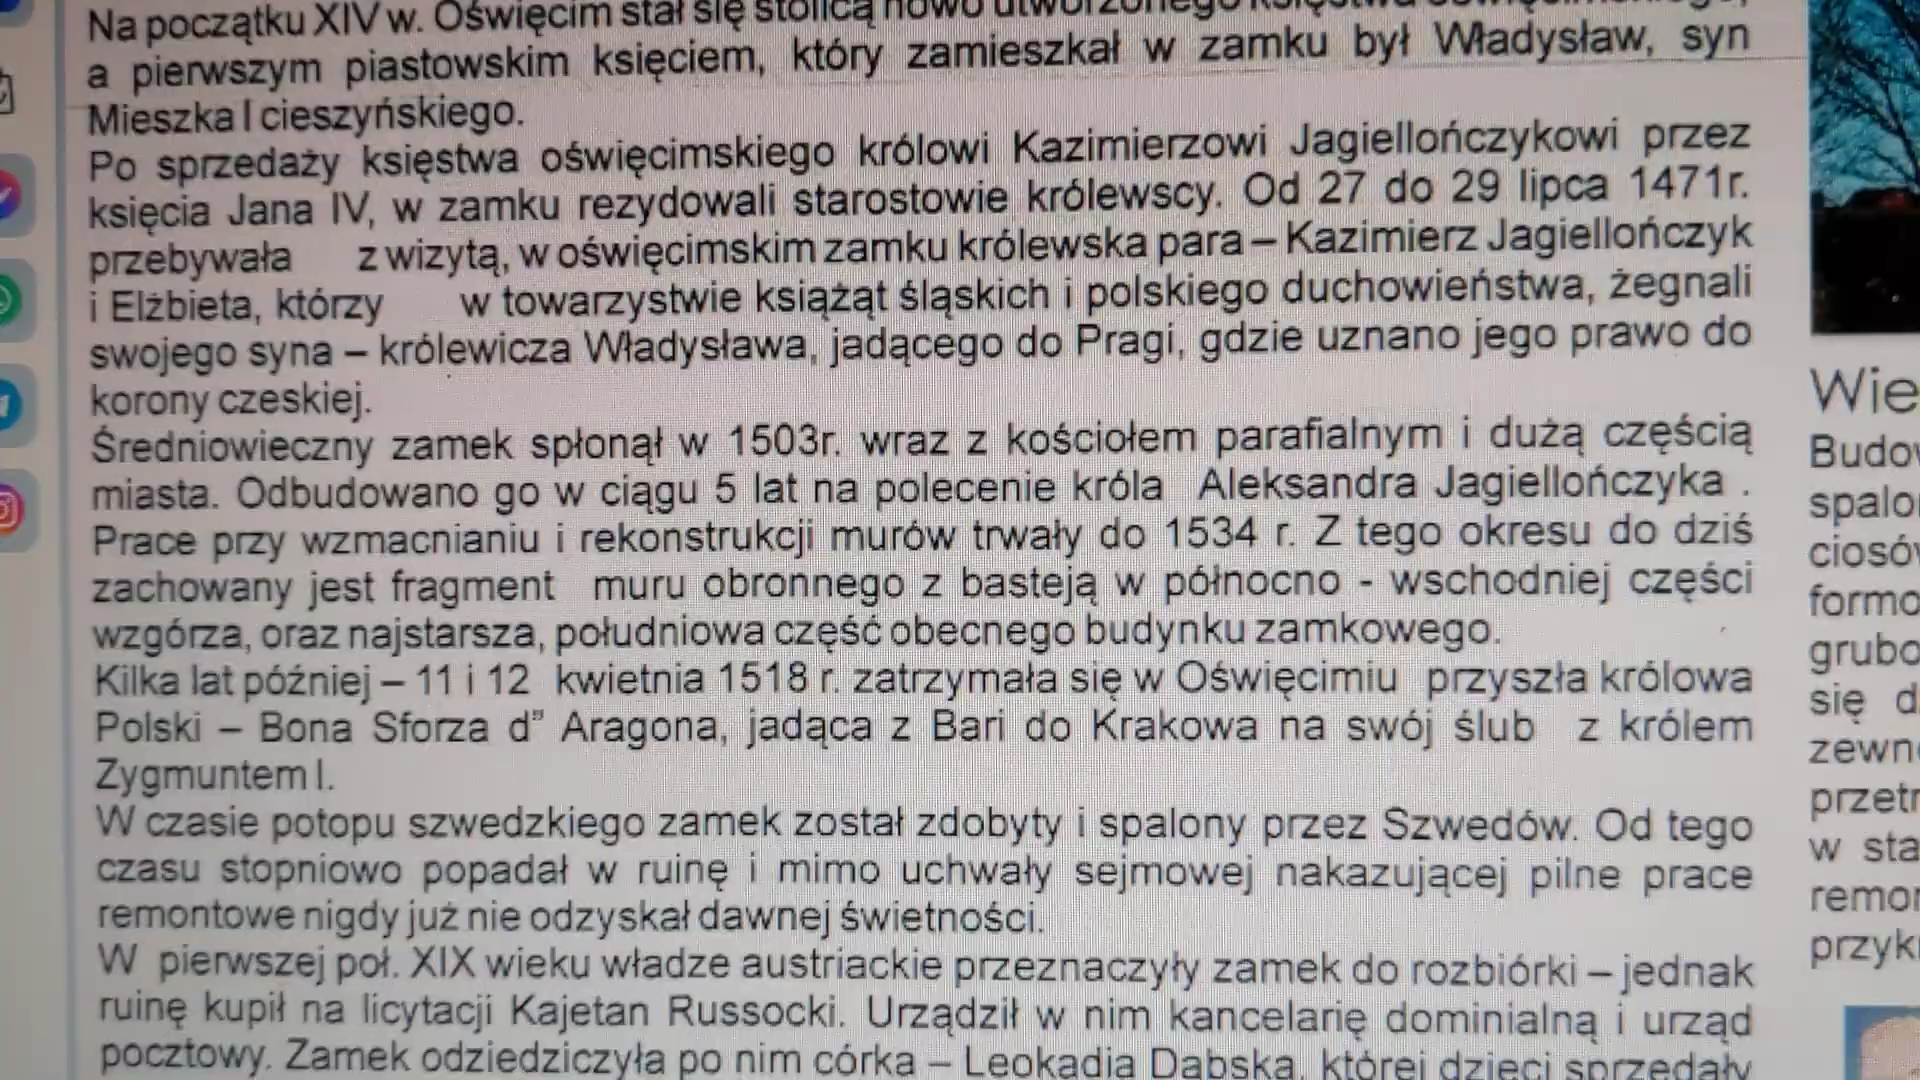 Na początku XIV w. Oświęcim stał się stolicą nowo utworzonego księstwa oświęcimskiego,
a pierwszym piastowskim księciem, który zamieszkał w zamku był Władysław, syn
Mieszka I cieszyńskiego.
Po sprzedaży księstwa oświęcimskiego królowi Kazimierzowi Jagiellończykowi przez
księcia Jana IV, w zamku rezydowali starostowie królewscy. Od 27 do 29 lipca 1471r.
przebywała z wizytą, w oświęcimskim zamku królewska para – Kazimierz Jagiellończyk
i Elżbieta, którzy w towarzystwie książąt śląskich i polskiego duchowieństwa, żegnali
swojego syna – królewicza Władysława, jadącego do Pragi, gdzie uznano jego prawo do
korony czeskiej.
Średniowieczny zamek spłonął w 1503r. wraz z kościołem parafialnym i dużą częścią
miasta. Odbudowano go w ciągu 5 lat na polecenie króla Aleksandra Jagiellończyka .
Prace przy wzmacnianiu i rekonstrukcji murów trwały do 1534 r. Z tego okresu do dziś
zachowany jest fragment muru obronnego z basteją w północno - wschodniej części
wzgórza, oraz najstarsza, południowa część obecnego budynku zamkowego.
Kilka lat później – 11 i 12 kwietnia 1518 r. zatrzymała się w Oświęcimiu przyszła królowa
Polski – Bona Sforza d" Aragona, jadąca z Bari do Krakowa na swój ślub z królem
Zygmuntem I.
W czasie potopu szwedzkiego zamek został zdobyty i spalony przez Szwedów. Od tego
czasu stopniowo popadał w ruinę i mimo uchwały sejmowej nakazującej pilne prace
remontowe nigdy już nie odzyskał dawnej świetności.
W pierwszej poł. XIX wieku władze austriackie przeznaczyły zamek do rozbiórki – jednak
ruinę kupił na licytacji Kajetan Russocki. Urządził w nim kancelarię dominialną i urząd
pocztowy. Zamek odziedziczyła po nim córka – Leokadia Dąbska, której dzieci sprzedały
Wie
Budow
spalo
ciosów
formo
grubo
się d
zewn
przetr
w sta
remon
przyk